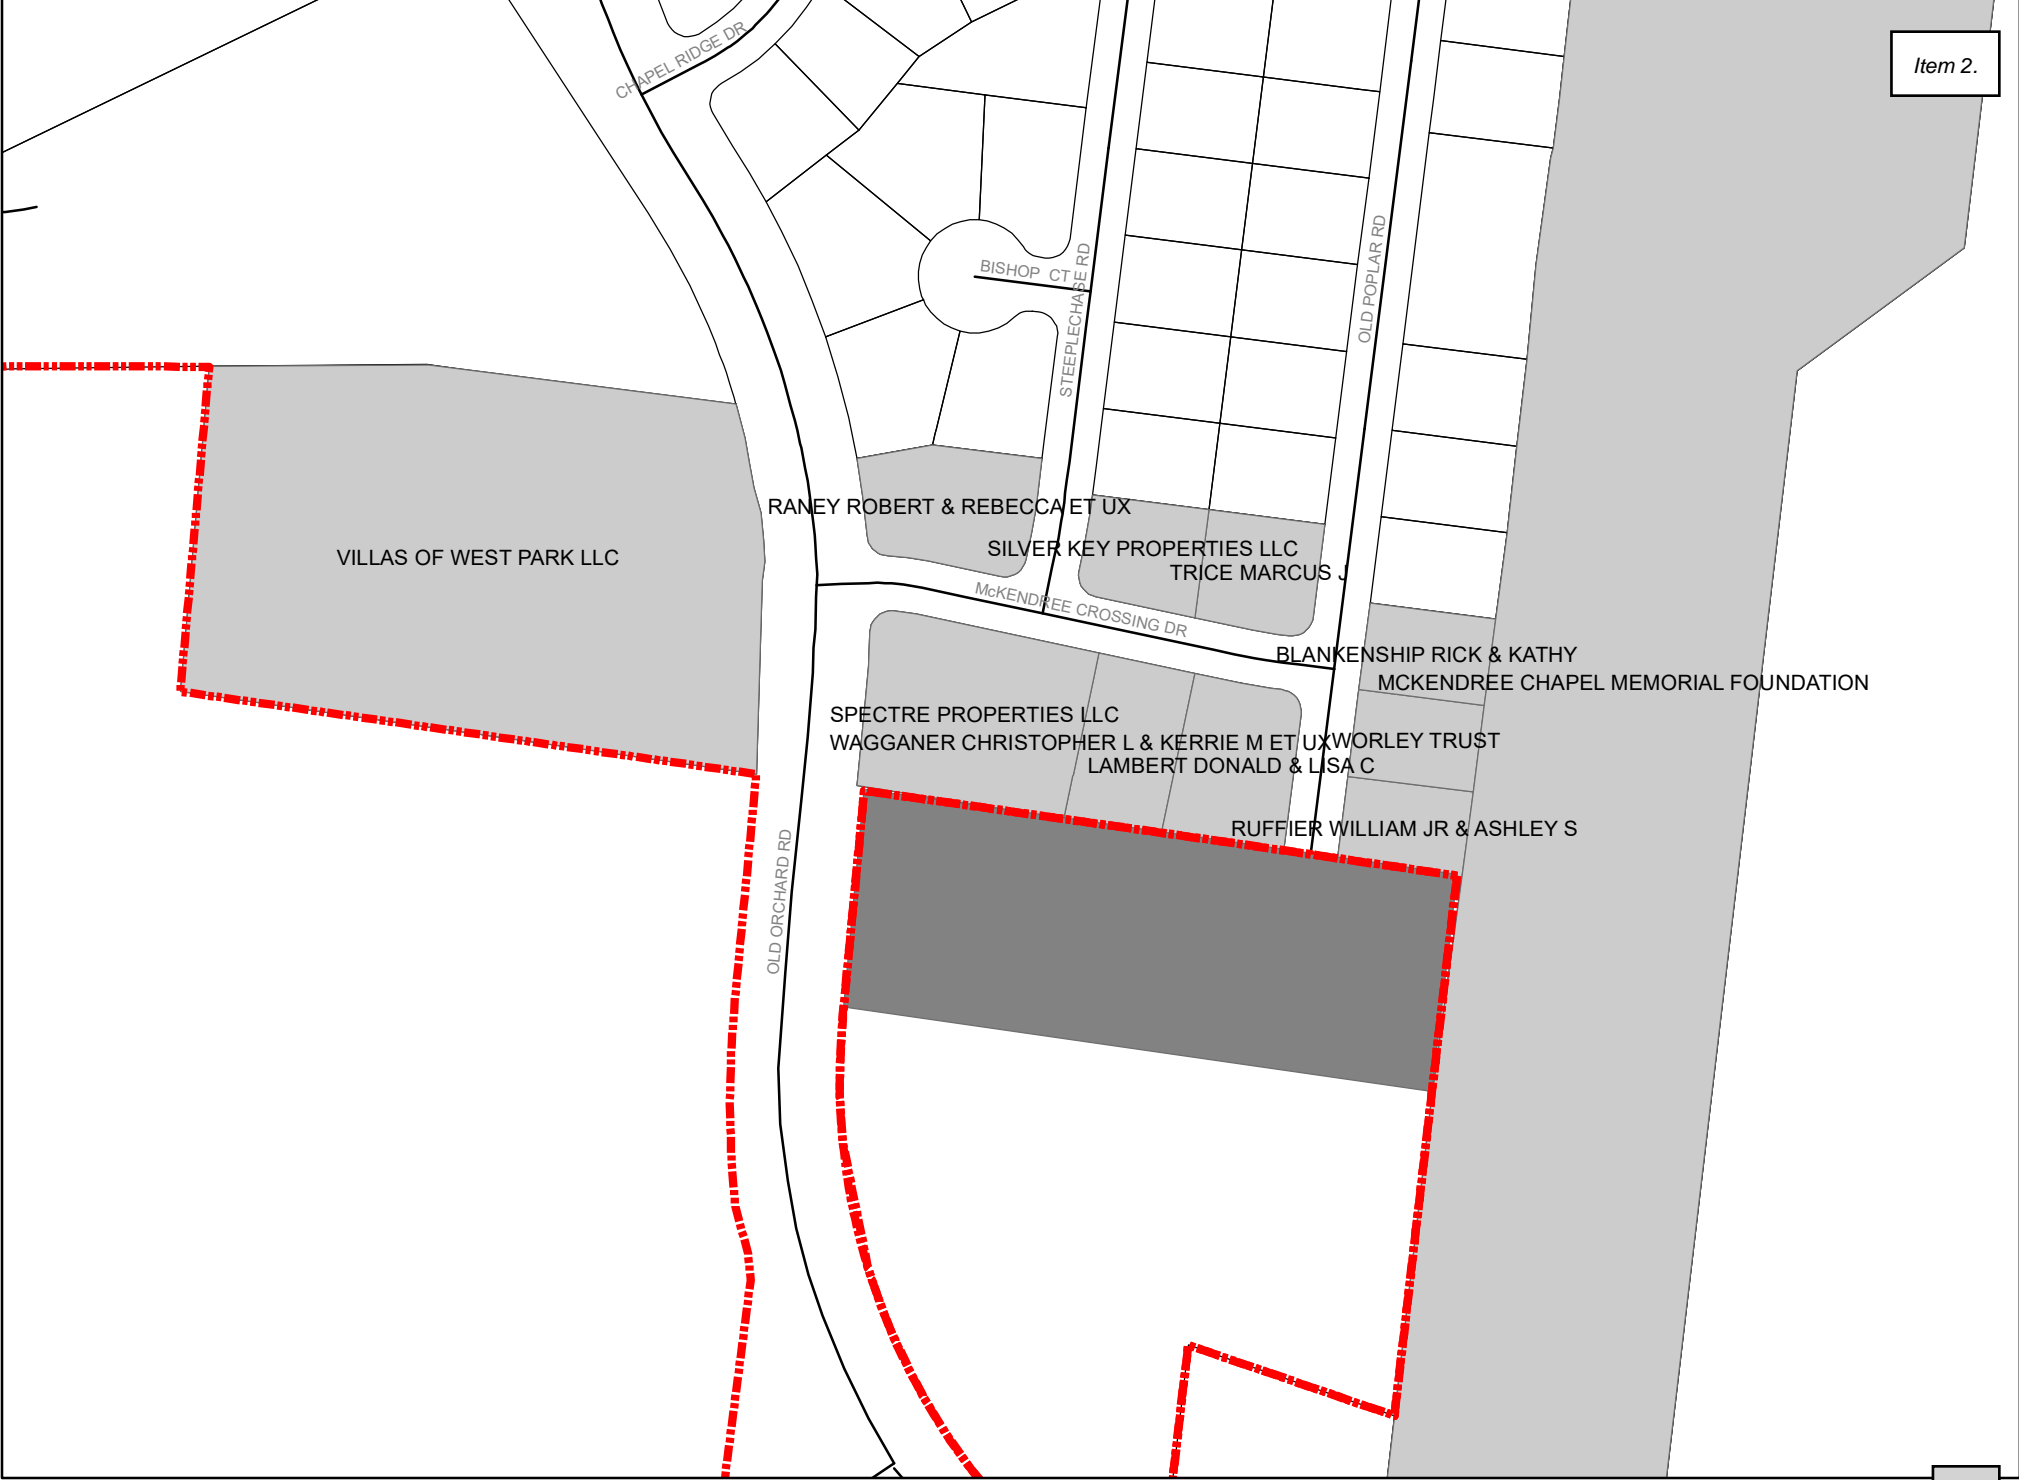 Item 2.
CHAPEL RIDGE DR
BISHOP CT
STEEPLECHASE RD
OLD POPLAR RD
RANEY ROBERT & REBECCA ET UX
VILLAS OF WEST PARK LLC
SILVER KEY PROPERTIES LLC
TRICE MARCUS J
McKENDREE CROSSING DR
BLANKENSHIP RICK & KATHY
MCKENDREE CHAPEL MEMORIAL FOUNDATION
SPECTRE PROPERTIES LLC
WAGGANER CHRISTOPHER L & KERRIE M ET UX
WORLEY TRUST
LAMBERT DONALD & LISA C
RUFFIER WILLIAM JR & ASHLEY S
OLD ORCHARD RD